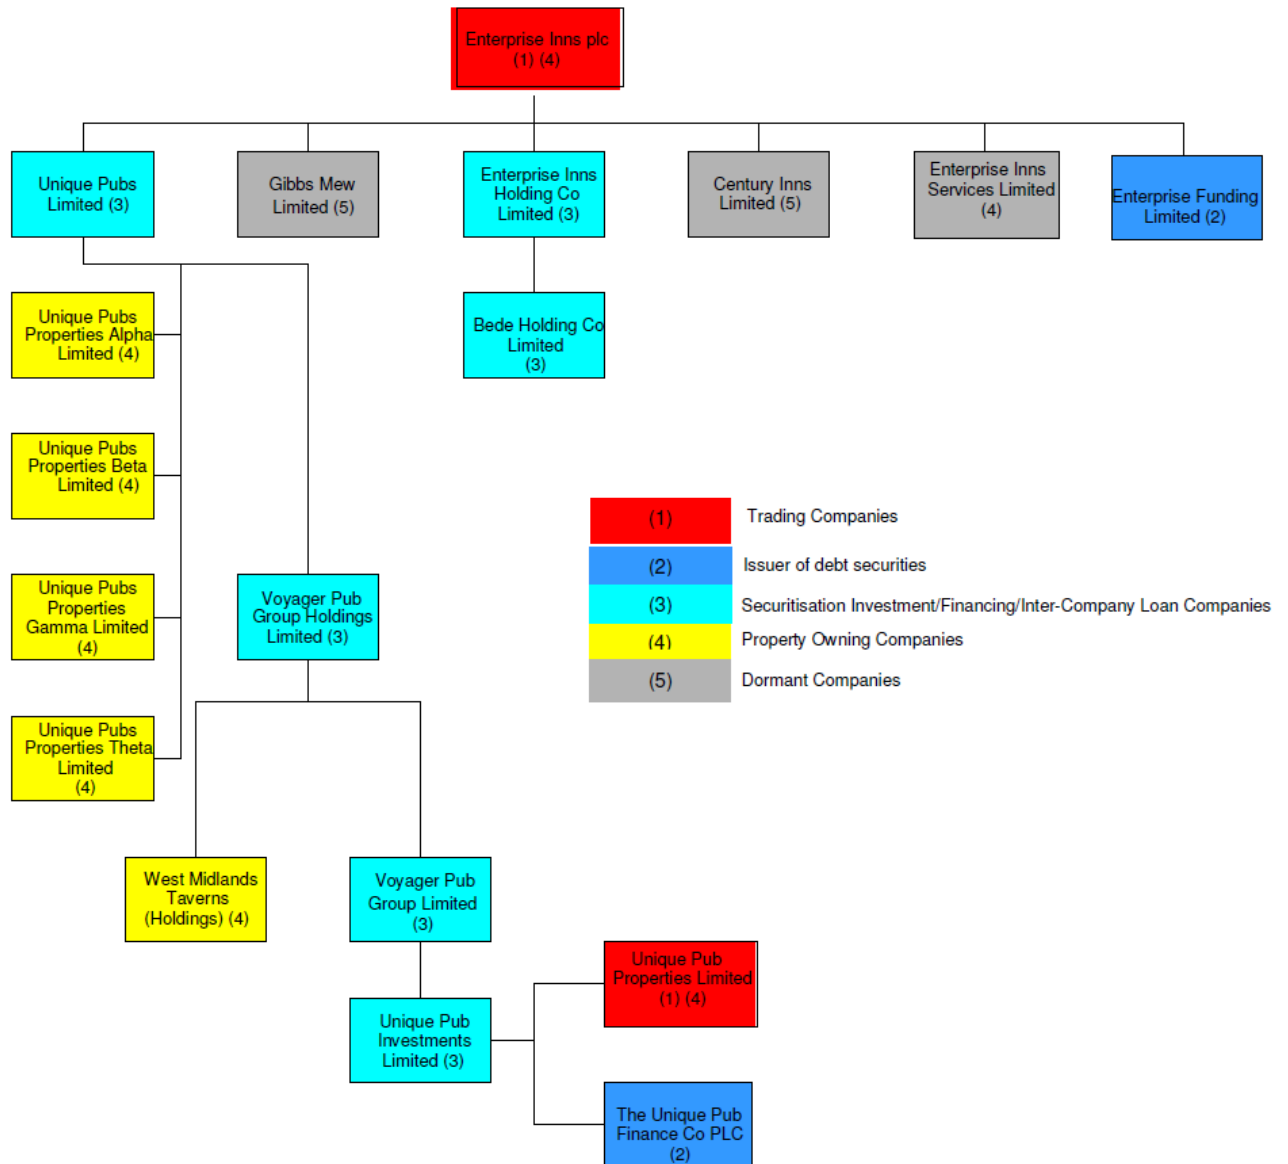 Enterprise Inns plc
(1) (4)
Unique Pubs
Limited (3)
Gibbs Mew
Limited (5)
Enterprise Inns
Holding Co
Limited (3)
Century Inns
Limited (5)
Enterprise Inns
Services Limited
(4)
Enterprise Funding
Limited (2)
Unique Pubs
Properties Alpha
Limited (4)
Bede Holding Co
Limited
(3)
Unique Pubs
Properties Beta
Limited (4)
(1) Trading Companies
(2) Issuer of debt securities
(3) Securitisation Investment/Financing/Inter-Company Loan Companies
(4) Property Owning Companies
(5) Dormant Companies
Unique Pubs
Properties
Gamma Limited
(4)
Voyager Pub
Group Holdings
Limited (3)
Unique Pubs
Properties Theta
Limited
(4)
West Midlands
Taverns
(Holdings) (4)
Voyager Pub
Group Limited
(3)
Unique Pub
Properties Limited
(1) (4)
Unique Pub
Investments
Limited (3)
The Unique Pub
Finance Co PLC
(2)